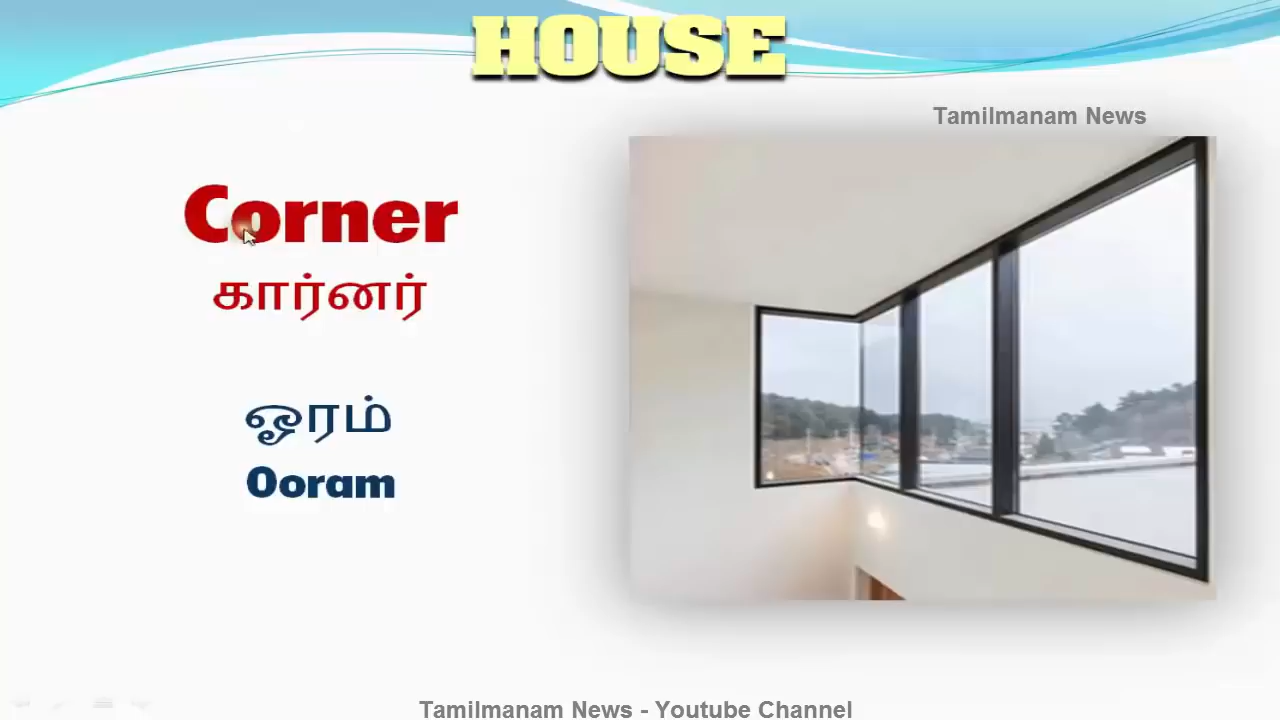 HOUSE
Tamilmanam News
Corner
கார்னர்
ஓரம்
Ooram
Tamilmanam News - Youtube Channel